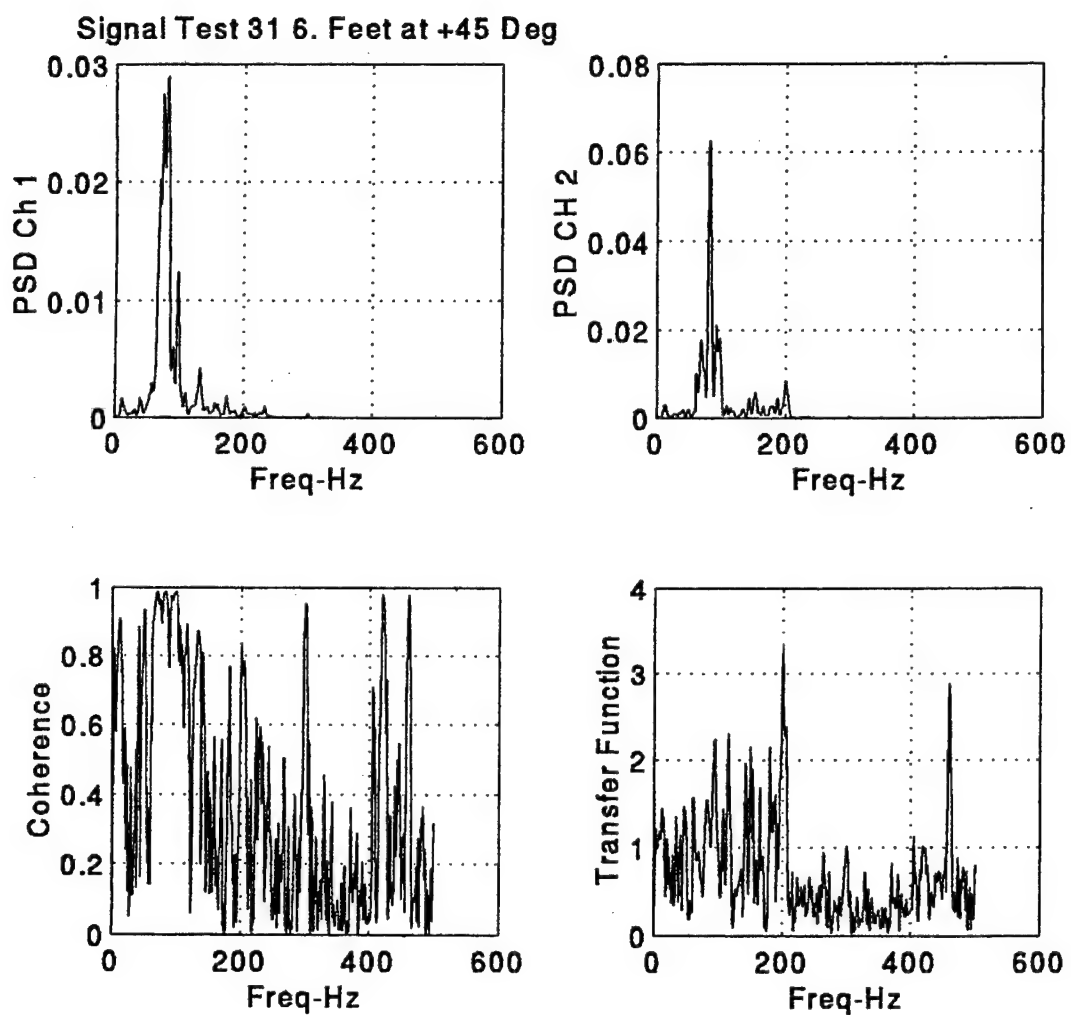 Signal Test 31 6. Feet at +45 Deg
0.03
0.02
0.01
0
PSD Ch 1
0 200 400 600
Freq-Hz
0.08
0.06
0.04
0.02
0
PSD CH 2
0 200 400 600
Freq-Hz
1
0.8
0.6
0.4
0.2
0
Coherence
0 200 400 600
Freq-Hz
4
3
2
1
0
Transfer Function
0 200 400 600
Freq-Hz